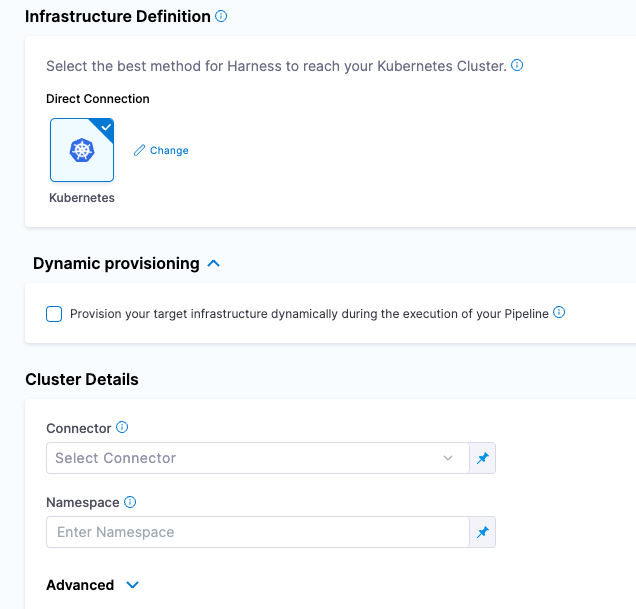 Infrastructure Definition
Select the best method for Harness to reach your Kubernetes Cluster.
Direct Connection
Change
Kubernetes
Dynamic provisioning
Provision your target infrastructure dynamically during the execution of your Pipeline
Cluster Details
Connector
Select Connector
Namespace
Enter Namespace
Advanced